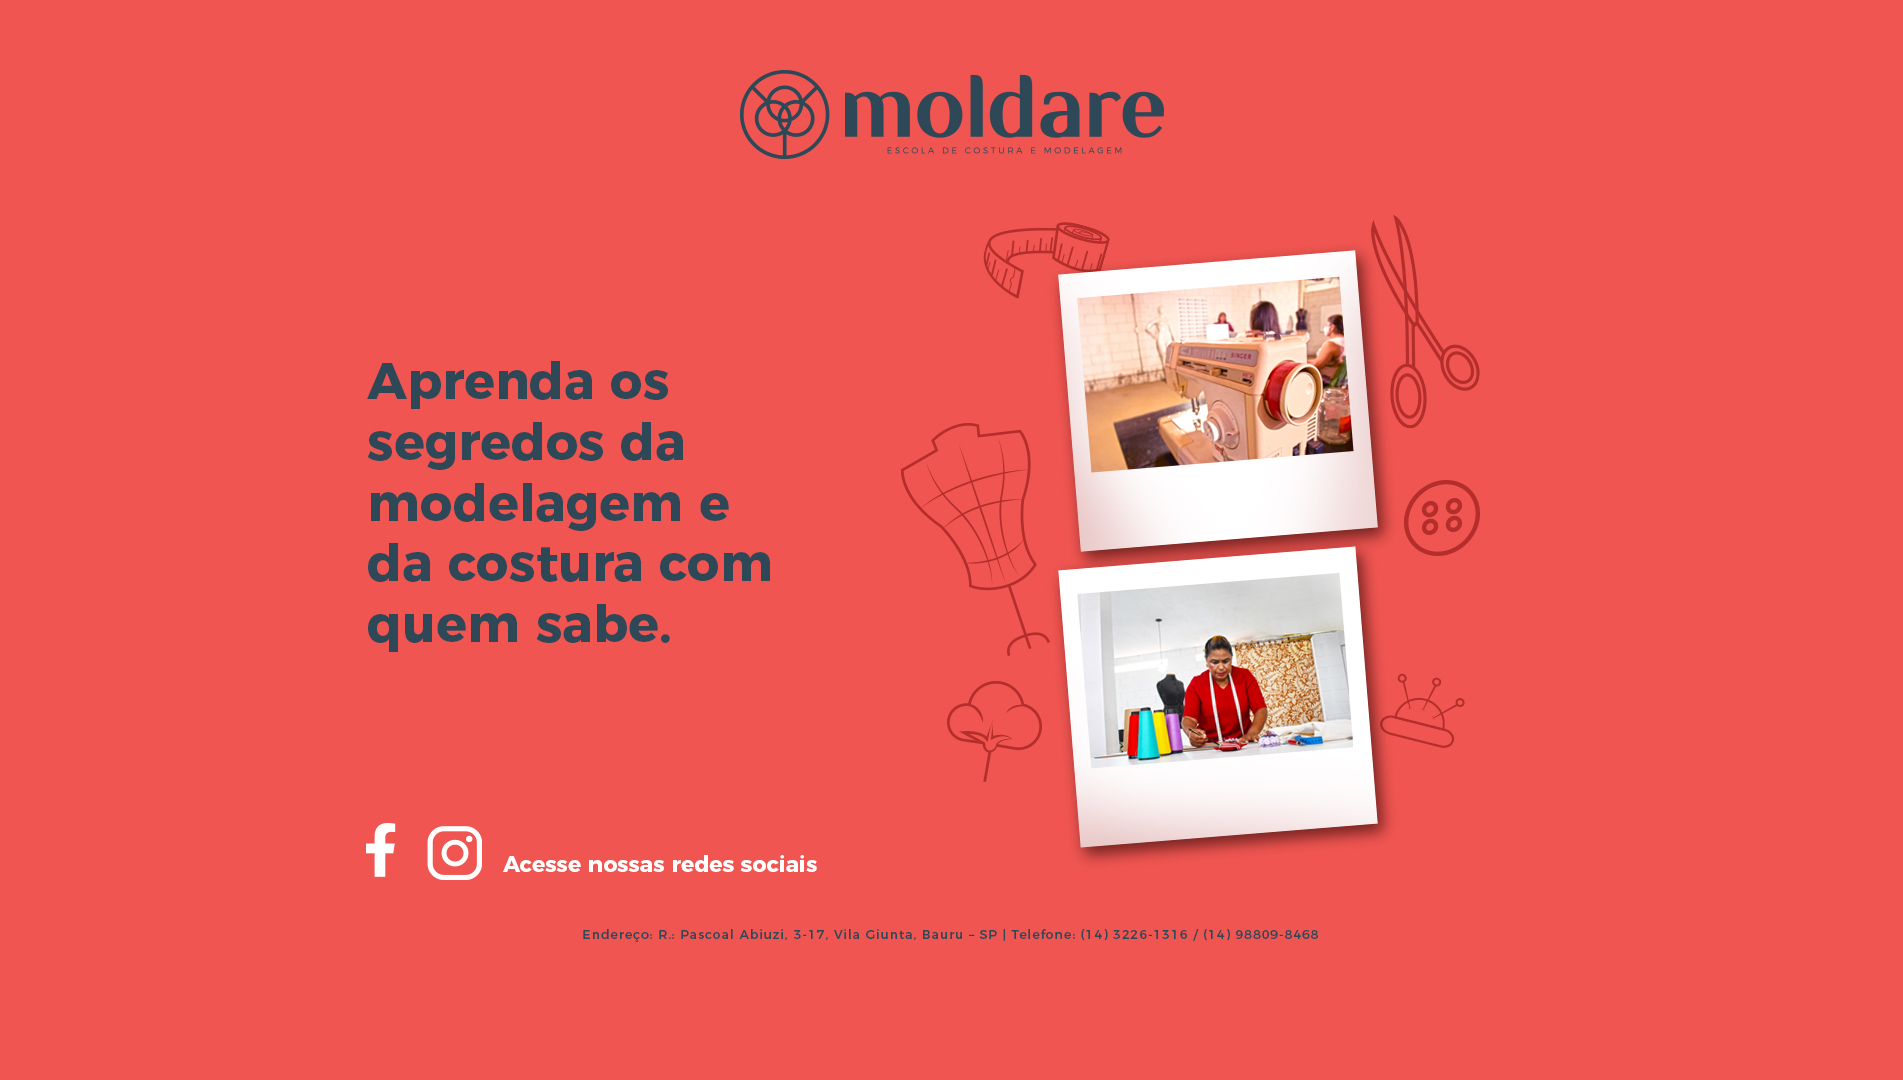 moldare
ESCOLA DE COSTURA E MODELAGEM
SINGER
Aprenda os
segredos da
modelagem e
da costura com
quem sabe.
Acesse nossas redes sociais
Endereço: R.: Pascoal Abiuzi, 3-17, Vila Giunta, Bauru – SP | Telefone: (14) 3226-1316 / (14) 98809-8468